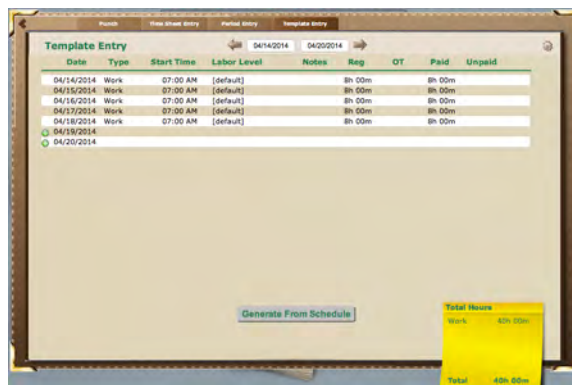 Punch Time Sheet Entry Period Entry Template Entry
Template Entry 04/14/2014 04/20/2014
Date Type Start Time Labor Level Notes Reg OT Paid Unpaid
04/14/2014 Work 07:00 AM [default] 8h 00m 8h 00m
04/15/2014 Work 07:00 AM [default] 8h 00m 8h 00m
04/16/2014 Work 07:00 AM [default] 8h 00m 8h 00m
04/17/2014 Work 07:00 AM [default] 8h 00m 8h 00m
04/18/2014 Work 07:00 AM [default] 8h 00m 8h 00m
04/19/2014
04/20/2014
Generate From Schedule
Total Hours
Work 40h 00m
Total 40h 00m